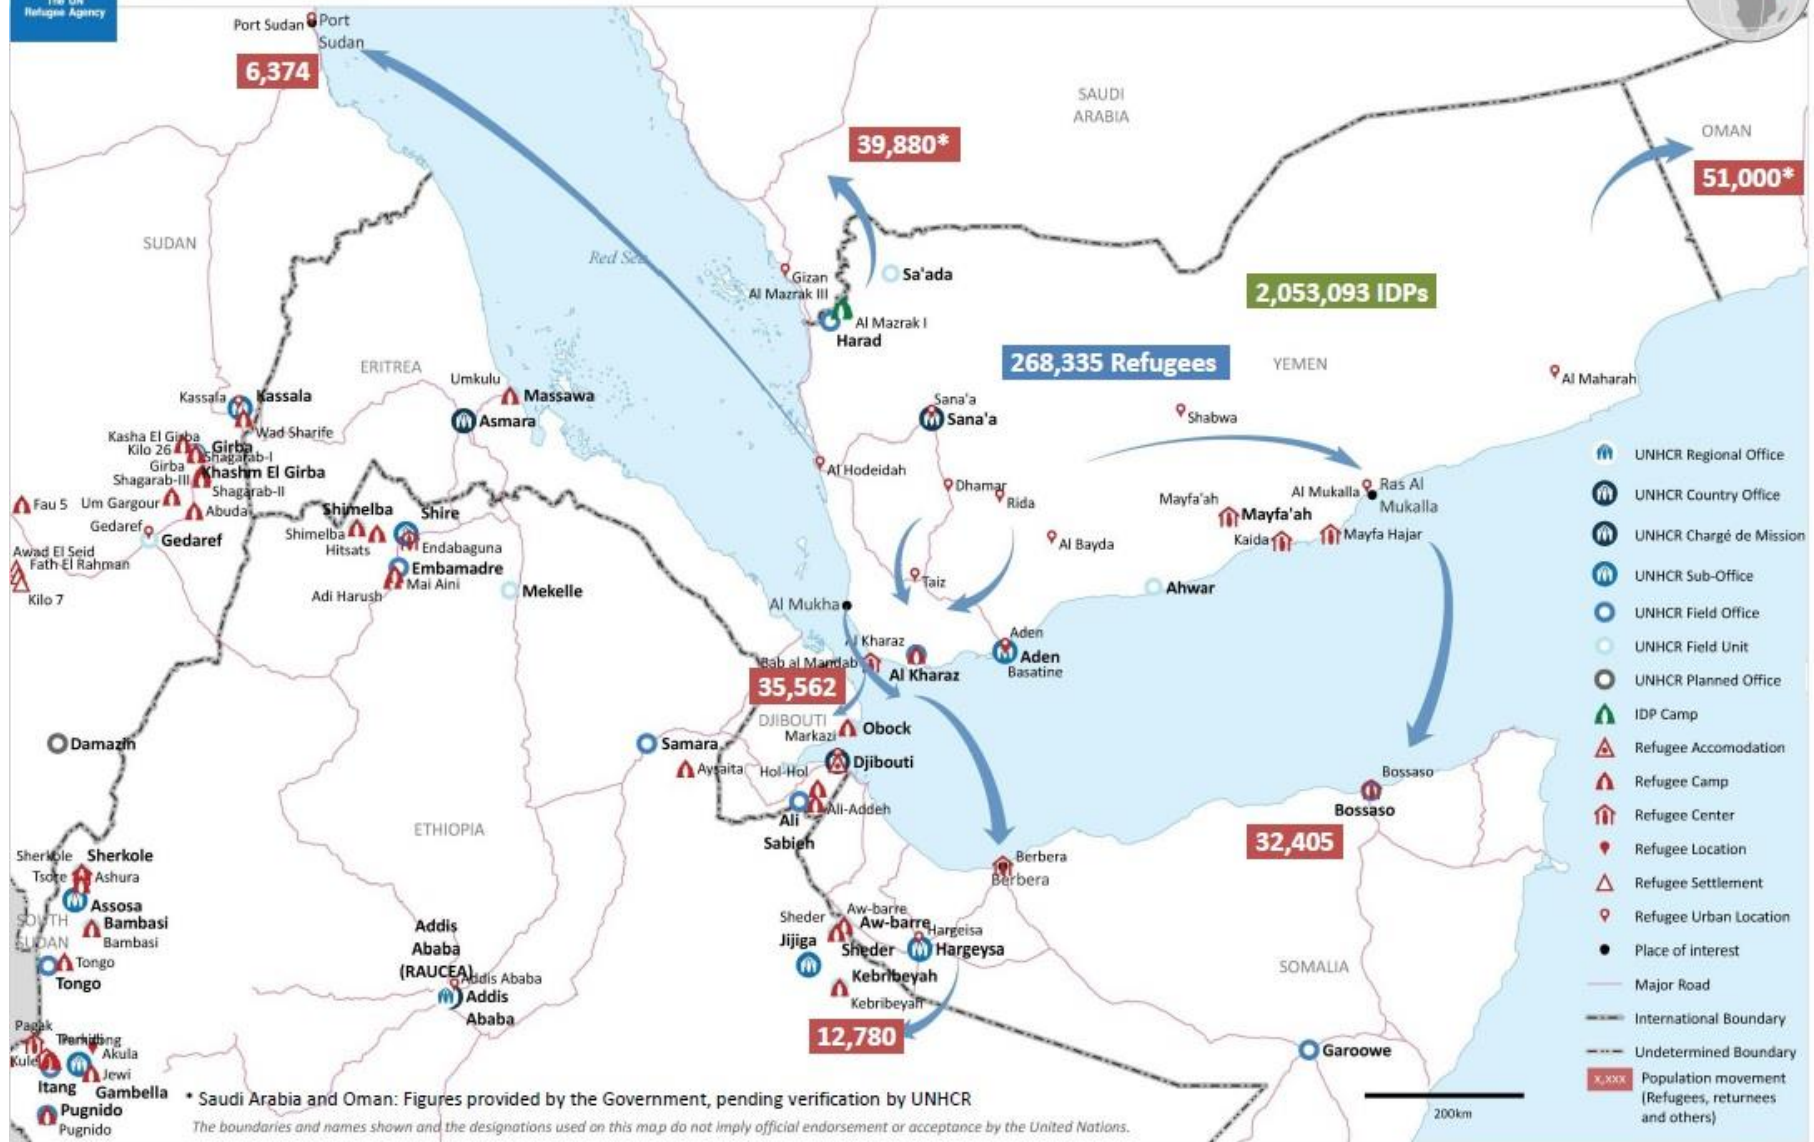 The UN
Refugee Agency
Port Sudan
Port
Sudan
6,374
SAUDI
ARABIA
39,880*
OMAN
51,000*
SUDAN
Red Sea
Gizan
Al Mazrak III
Sa'ada
2,053,093 IDPs
Al Mazrak I
Harad
268,335 Refugees
YEMEN
ERITREA
Umkulu
Massawa
Asmara
Al Maharah
Shabwa
Sana'a
Sana'a
Kassala
Kassala
Wad Sharife
Kasha El Girba
Kilo 26
Girba
Shagarab-I
Girba
Khashm El Girba
Shagarab-III
Shagarab-II
Fau 5
Um Gargour
Abuda
Gedaref
Gedaref
Awad El Seid
Fath El Rahman
Kilo 7
Shimelba
Shire
Shimelba
Hitsats
Endabaguna
Embamadre
Mai Aini
Adi Harush
Mekelle
Al Hodeidah
Dhamar
Rida
Al Bayda
Taiz
Al Mukha
Mayfa'ah
Mayfa'ah
Kaida
Mayfa Hajar
Al Mukalla
Ras Al
Mukalla
Ahwar
Al Kharaz
Bab al Mandab
Al Kharaz
Aden
Aden
Basatine
35,562
DJIBOUTI
Markazi
Obock
Djibouti
Hol-Hol
Ali-Addeh
Ali
Sabieh
Samara
Aysaita
Damazin
ETHIOPIA
Bossaso
Bossaso
32,405
Berbera
Berbera
Sherkole
Sherkole
Tsore
Ashura
Assosa
SOUTH
SUDAN
Bambasi
Bambasi
Tongo
Tongo
Addis
Ababa
(RAUCEA)
Addis Ababa
Addis
Ababa
Sheder
Aw-barre
Aw-barre
Jijiga
Sheder
Hargeisa
Hargeysa
Kebribeyah
Kebribeyah
12,780
SOMALIA
Garoowe
Pagak
Kule
Akula
Jewi
Itang
Gambella
Pugnido
Pugnido
UNHCR Regional Office
UNHCR Country Office
UNHCR Chargé de Mission
UNHCR Sub-Office
UNHCR Field Office
UNHCR Field Unit
UNHCR Planned Office
IDP Camp
Refugee Accomodation
Refugee Camp
Refugee Center
Refugee Location
Refugee Settlement
Refugee Urban Location
Place of interest
Major Road
International Boundary
Undetermined Boundary
x,xxx
Population movement
(Refugees, returnees
and others)
200km
* Saudi Arabia and Oman: Figures provided by the Government, pending verification by UNHCR
The boundaries and names shown and the designations used on this map do not imply official endorsement or acceptance by the United Nations.